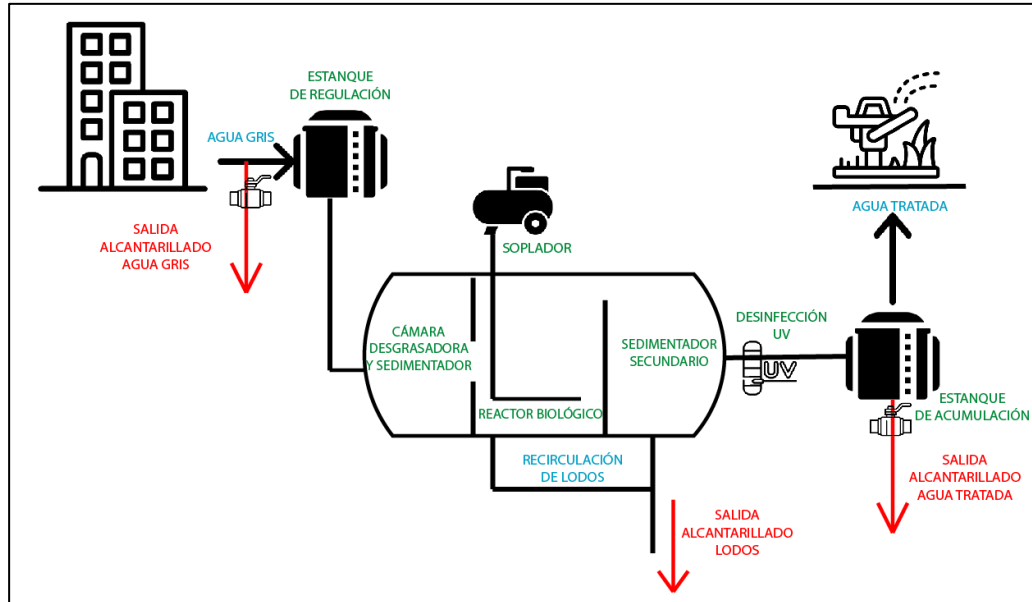 ESTANQUE
DE REGULACIÓN
AGUA GRIS
SALIDA
ALCANTARILLADO
AGUA GRIS
SOPLADOR
AGUA TRATADA
CÁMARA
DESGRASADORA
Y SEDIMENTADOR
REACTOR BIOLÓGICO
SEDIMENTADOR
SECUNDARIO
DESINFECCIÓN
UV
UV
ESTANQUE
DE ACUMULACIÓN
RECIRCULACIÓN
DE LODOS
SALIDA
ALCANTARILLADO
LODOS
SALIDA
ALCANTARILLADO
AGUA TRATADA